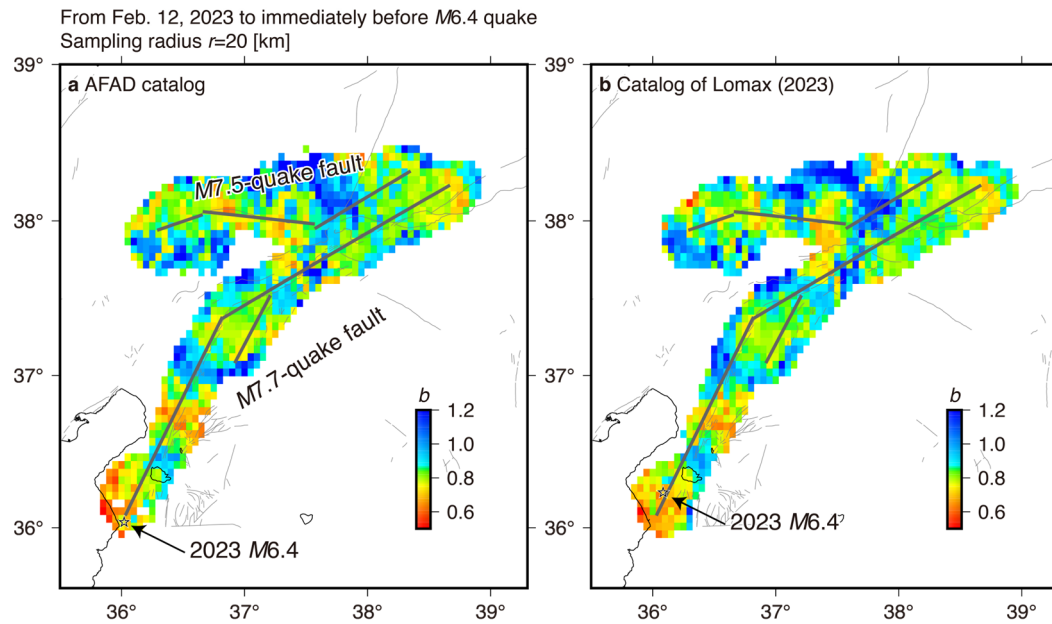 From Feb. 12, 2023 to immediately before M6.4 quake
Sampling radius r=20 [km]
39°
a AFAD catalog
M7.5-quake fault
38°
M7.7-quake fault
37°
b
1.2
1.0
0.8
0.6
36°
2023 M6.4
36°
37°
38°
39°
39°
b Catalog of Lomax (2023)
38°
37°
b
1.2
1.0
0.8
0.6
36°
2023 M6.4
36°
37°
38°
39°